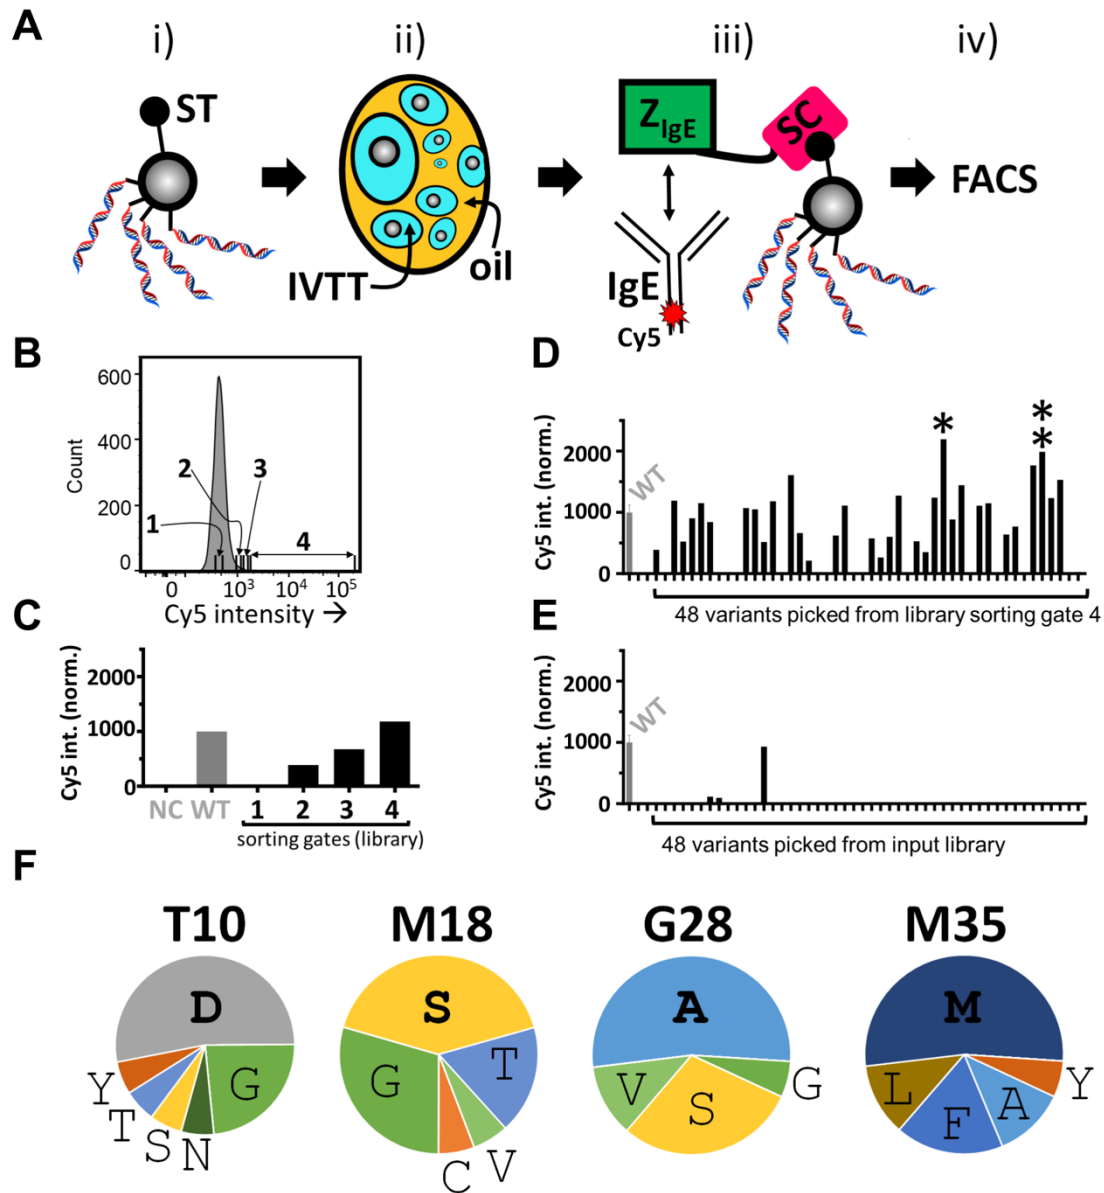 A
i)
ii)
iii)
iv)
ST
IVTT
oil
Z IgE
SC
IgE
Cy5
FACS
B
Count
600
400
200
0
1
2
3
4
0
10³
10⁴
10⁵
Cy5 intensity →
C
Cy5 int. (norm.)
2000
1000
0
NC
WT
1
2
3
4
sorting gates (library)
D
Cy5 int. (norm.)
2000
1000
0
WT
*
*
*
48 variants picked from library sorting gate 4
E
Cy5 int. (norm.)
2000
1000
0
WT
48 variants picked from input library
F
T10
D
G
N
S
T
Y
M18
S
T
V
C
G
G28
A
G
S
V
M35
M
Y
A
F
L